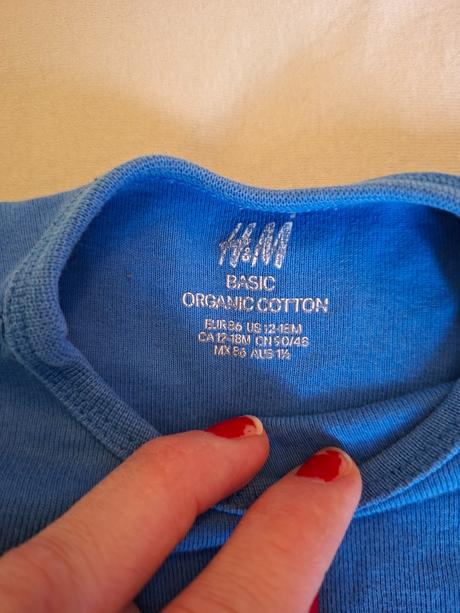 H&M
BASIC
ORGANIC COTTON
EUR 86 US 12-18M
CA 12-18M CN 90/48
MX 86 AUS 1½